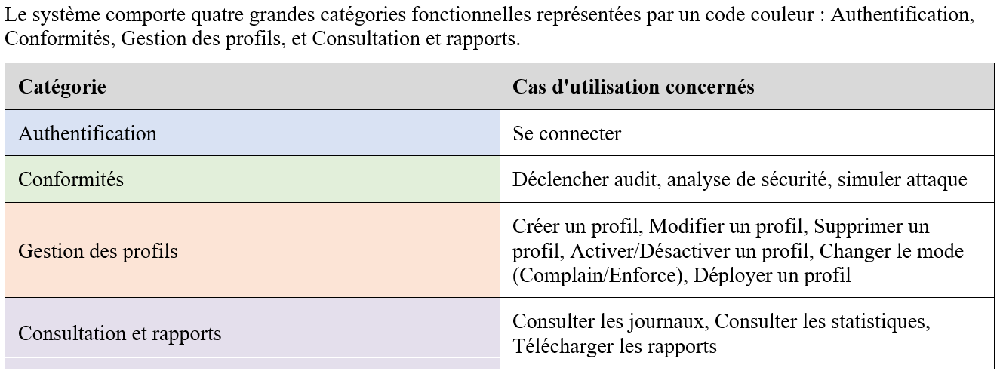 Le système comporte quatre grandes catégories fonctionnelles représentées par un code couleur : Authentification,
Conformités, Gestion des profils, et Consultation et rapports.
Catégorie
Cas d'utilisation concernés
Authentification
Se connecter
Conformités
Déclencher audit, analyse de sécurité, simuler attaque
Gestion des profils
Créer un profil, Modifier un profil, Supprimer un
profil, Activer/Désactiver un profil, Changer le mode
(Complain/Enforce), Déployer un profil
Consultation et rapports
Consulter les journaux, Consulter les statistiques,
Télécharger les rapports